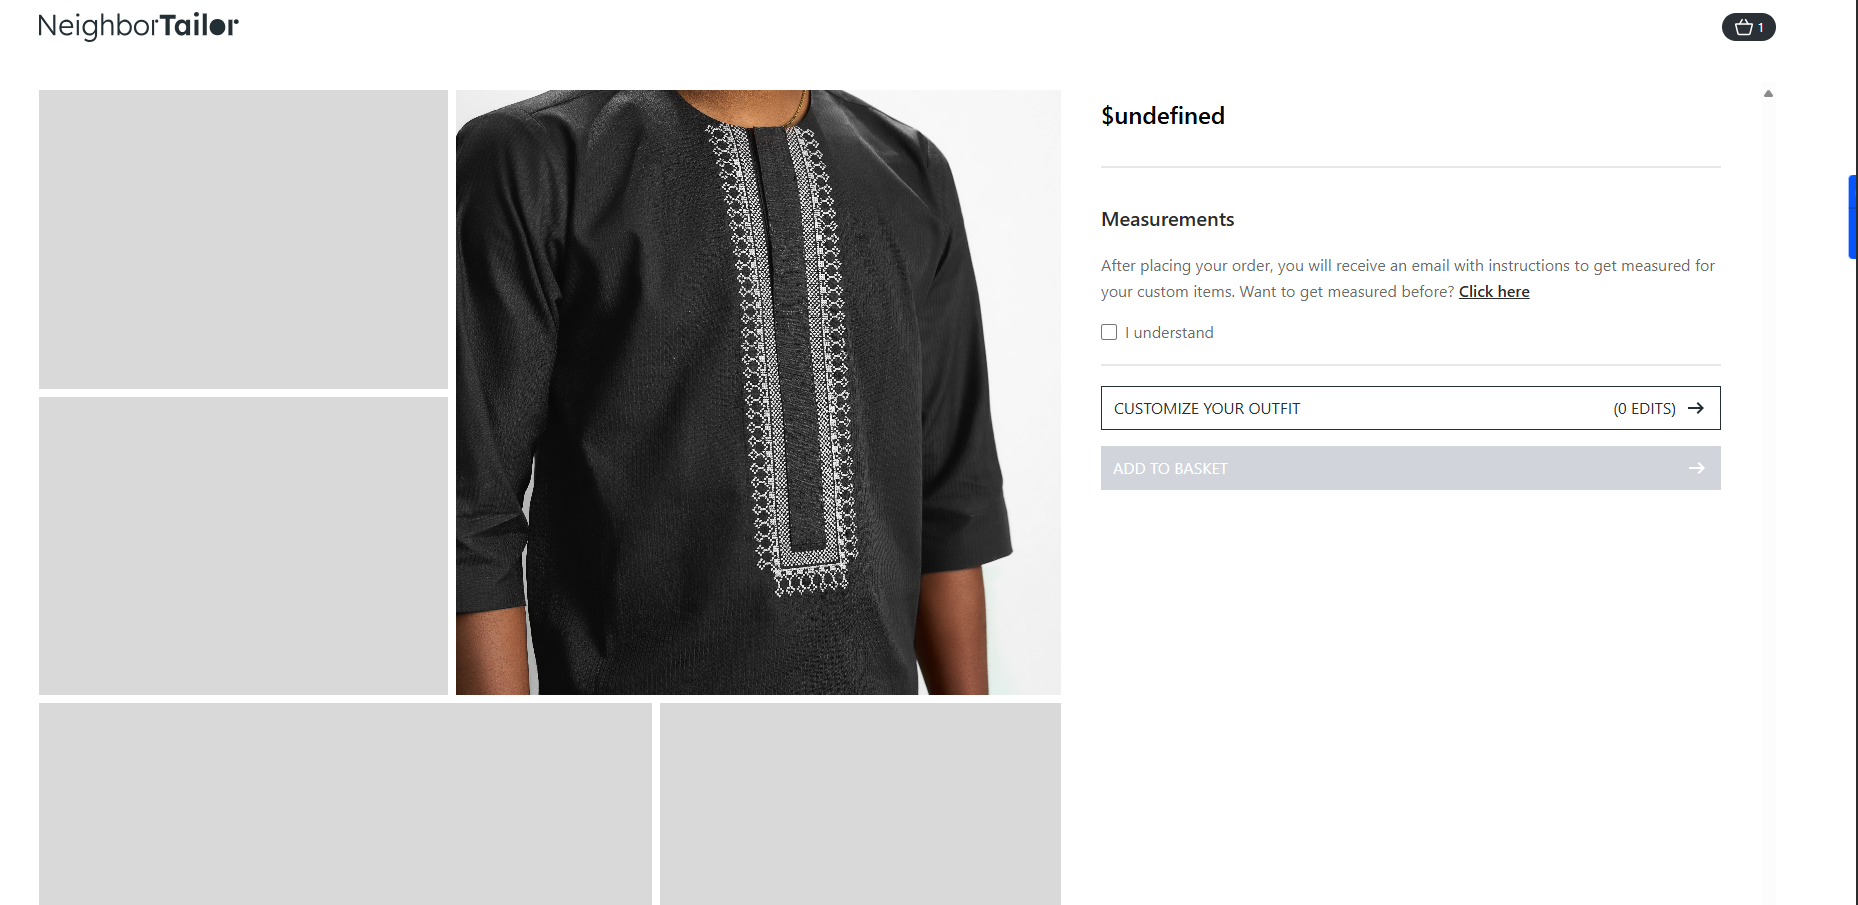 NeighborTailor
1
$undefined
Measurements
After placing your order, you will receive an email with instructions to get measured for
your custom items. Want to get measured before? Click here
I understand
CUSTOMIZE YOUR OUTFIT (0 EDITS)
ADD TO BASKET